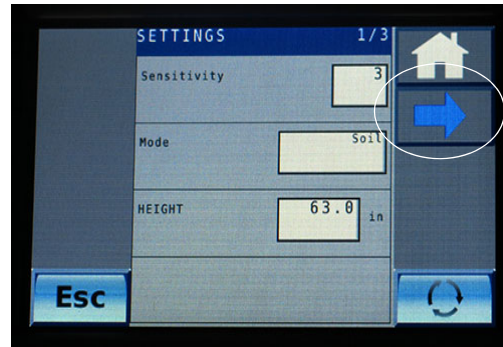 SETTINGS 1/3
Sensitivity 3
Mode Soil
HEIGHT 63.0 in
Esc